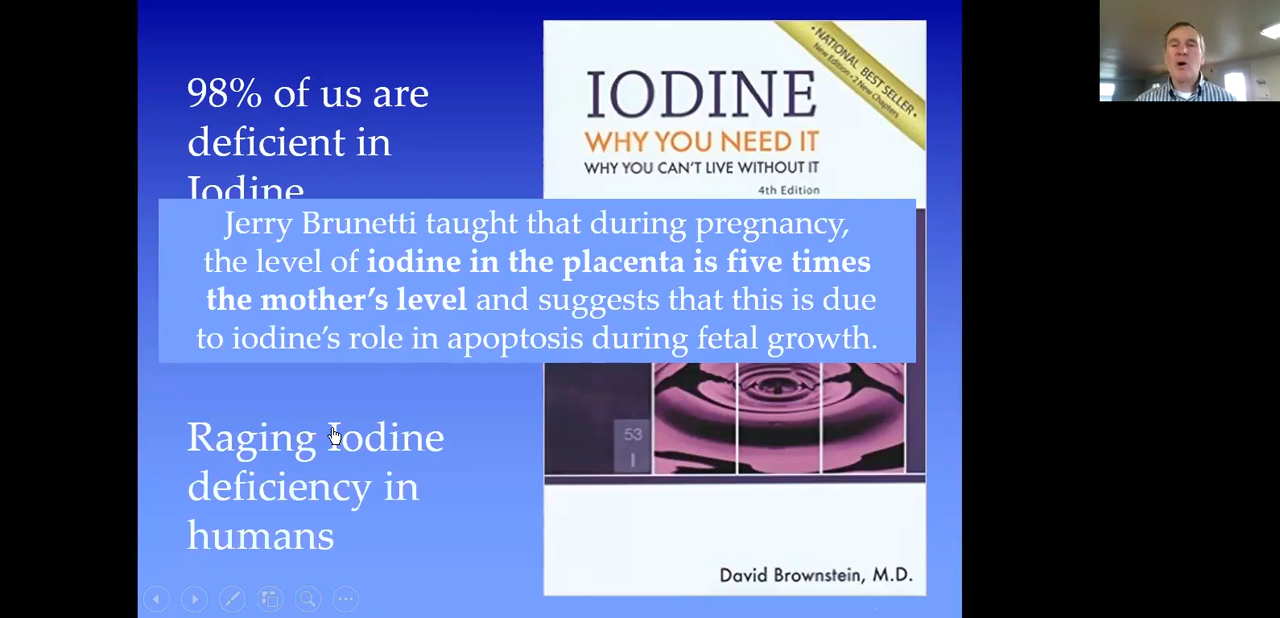 98% of us are
deficient in
Iodine
Jerry Brunetti taught that during pregnancy,
the level of iodine in the placenta is five times
the mother's level and suggests that this is due
to iodine's role in apoptosis during fetal growth.
Raging Iodine
deficiency in
humans
• NATIONAL BEST SELLER •
New Edition • 2 New Chapters
IODINE
WHY YOU NEED IT
WHY YOU CAN'T LIVE WITHOUT IT
4th Edition
53
I
David Brownstein, M.D.